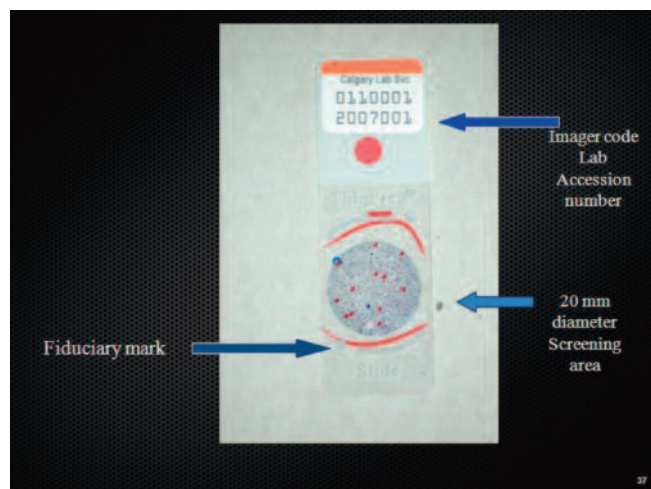 Calgary Lab Svc
0110001
2007001
Imager code
Lab
Accession
number
ThinPrep
20 mm
diameter
Screening
area
Fiduciary mark
Slide
37